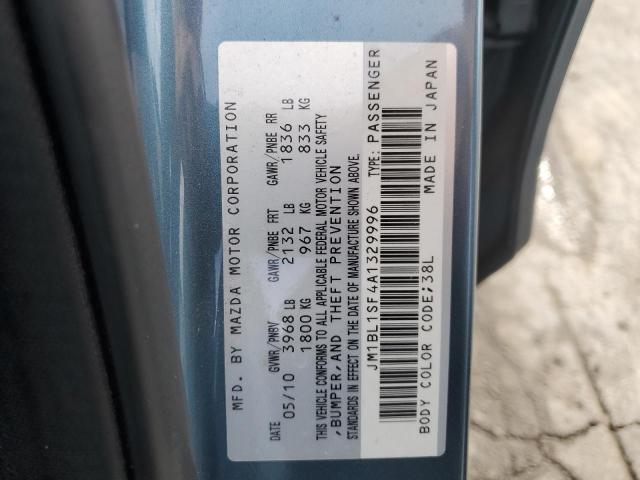 MFD. BY MAZDA MOTOR CORPORATION
DATE GVWR/PNBV GAWR/PNBE FRT GAWR/PNBE RR
05/10 3968 LB 2132 LB 1836 LB
1800 KG 967 KG 833 KG
THIS VEHICLE CONFORMS TO ALL APPLICABLE FEDERAL MOTOR VEHICLE SAFETY
,BUMPER, AND THEFT PREVENTION
STANDARDS IN EFFECT ON THE DATE OF MANUFACTURE SHOWN ABOVE.
JM1BL1SF4A1329996 TYPE: PASSENGER
BODY COLOR CODE;38L MADE IN JAPAN